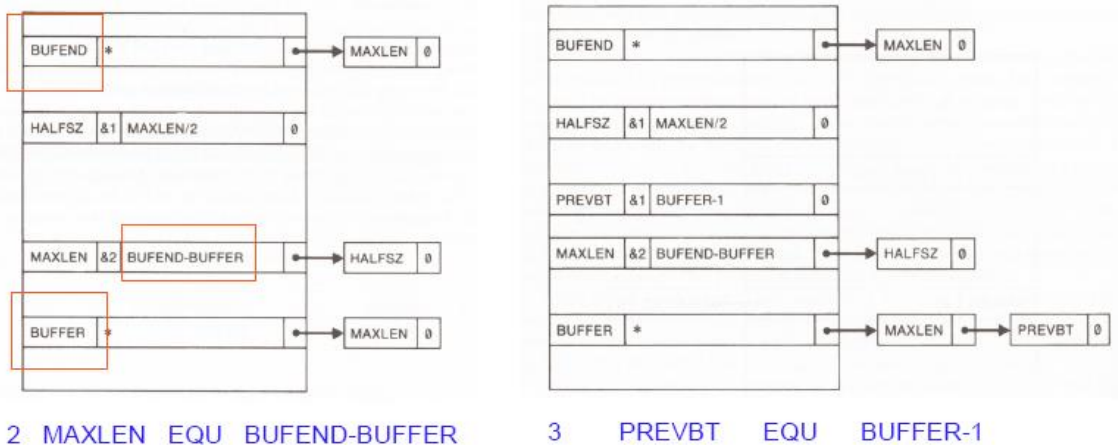 BUFEND * MAXLEN 0
HALFSZ &1 MAXLEN/2 0
MAXLEN &2 BUFEND-BUFFER HALFSZ 0
BUFFER * MAXLEN 0
2 MAXLEN EQU BUFEND-BUFFER
BUFEND * MAXLEN 0
HALFSZ &1 MAXLEN/2 0
PREVBT &1 BUFFER-1 0
MAXLEN &2 BUFEND-BUFFER HALFSZ 0
BUFFER * MAXLEN PREVBT 0
3 PREVBT EQU BUFFER-1